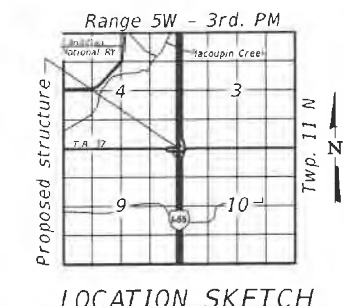 Range 5W - 3rd. PM
Macoupin Creek
4
3
T.R. 17
Proposed structure
Twp. 11 N
N
9
10
I-55
LOCATION SKETCH